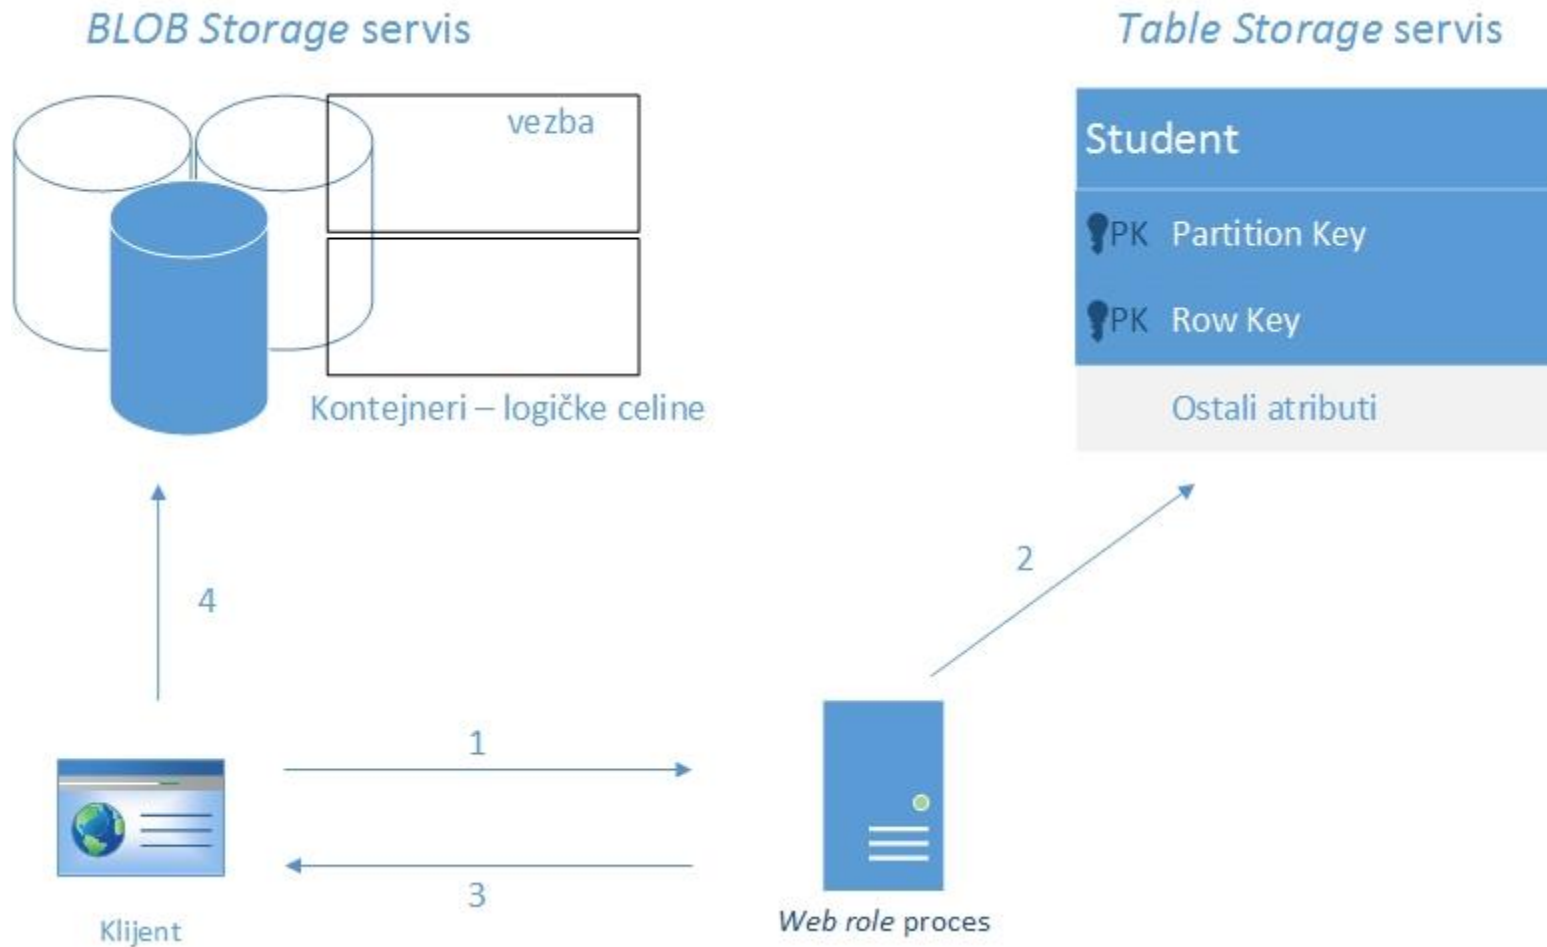 BLOB Storage servis
Table Storage servis
vezba
Kontejneri – logičke celine
Student
PK Partition Key
PK Row Key
Ostali atributi
4
2
1
3
Klijent
Web role proces